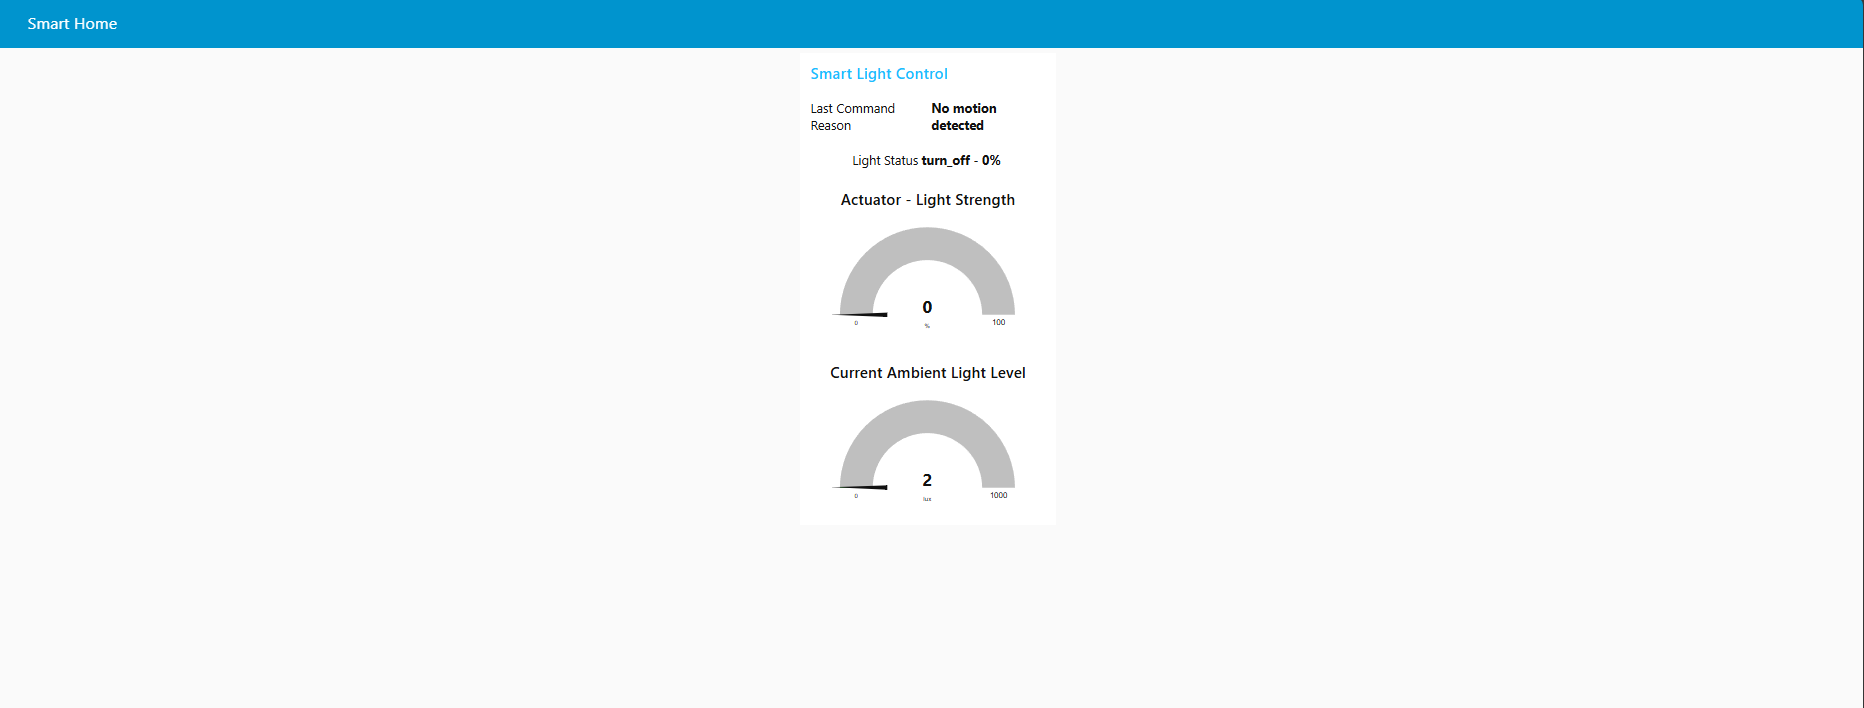 Smart Home
Smart Light Control
Last Command Reason
No motion detected
Light Status turn_off - 0%
Actuator - Light Strength
0
%
0
100
Current Ambient Light Level
2
lux
0
1000